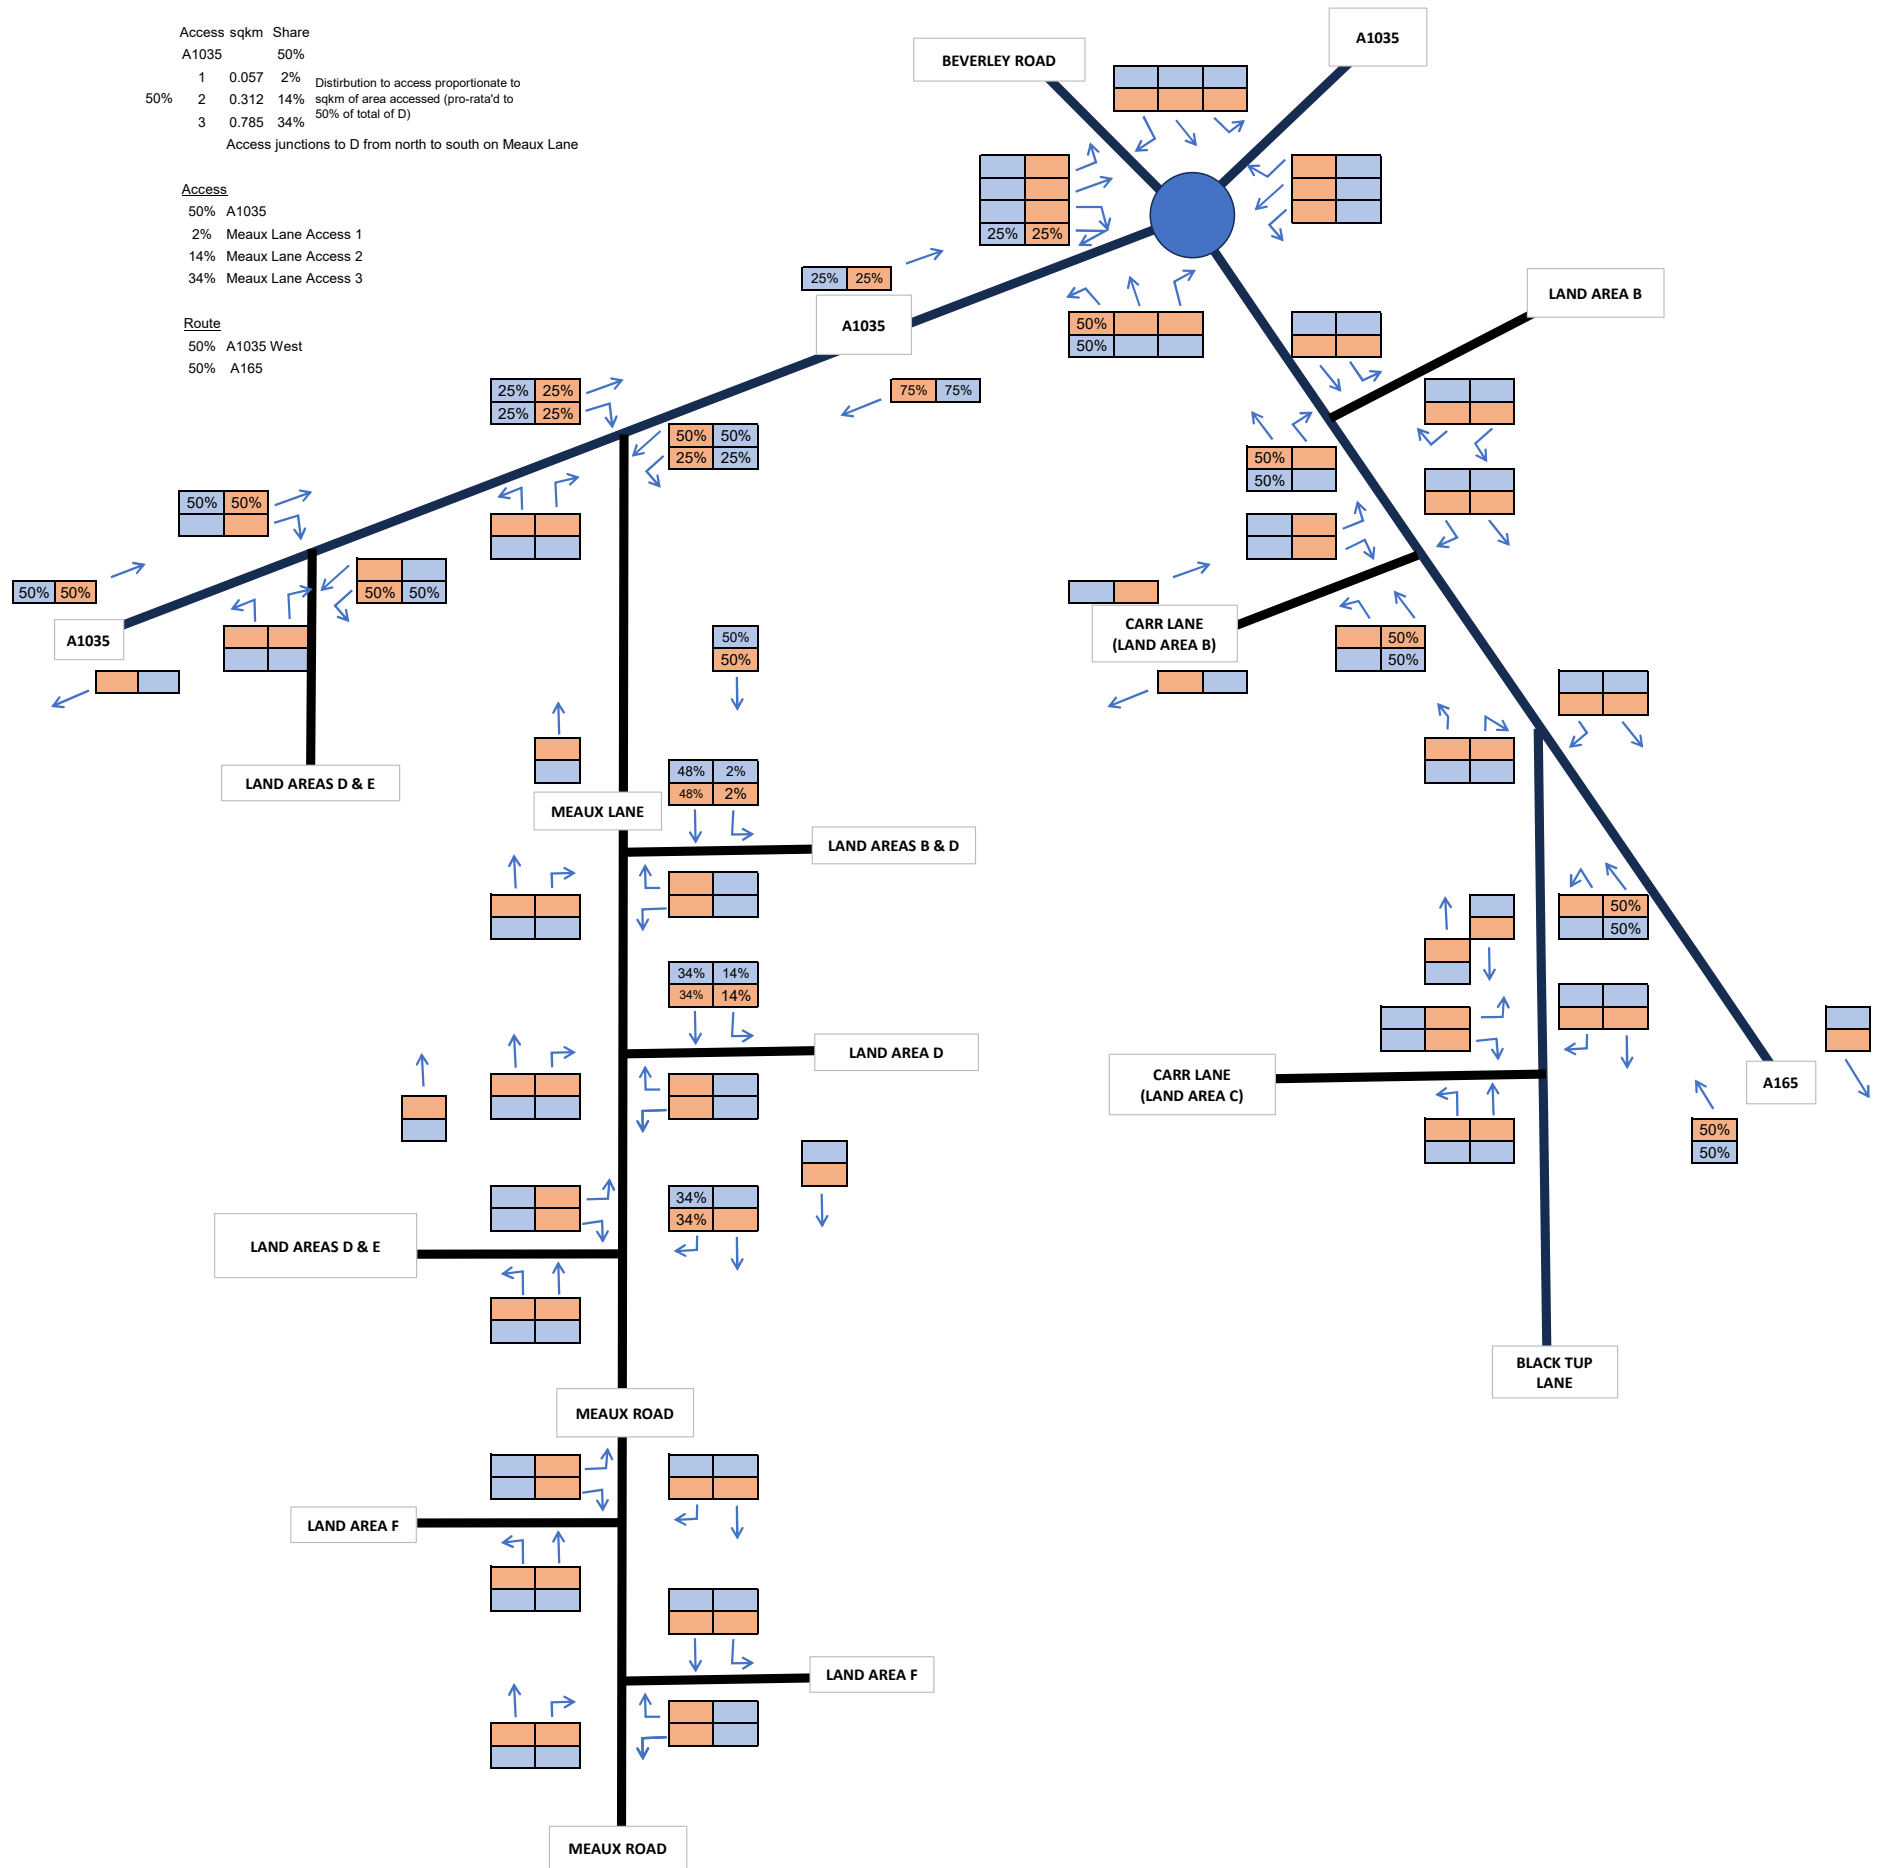 Access sqkm Share
A1035 50%
1 0.057 2%
50% 2 0.312 14%
3 0.785 34%
Distirbution to access proportionate to
sqkm of area accessed (pro-rata'd to
50% of total of D)
Access junctions to D from north to south on Meaux Lane
Access
50% A1035
2% Meaux Lane Access 1
14% Meaux Lane Access 2
34% Meaux Lane Access 3
Route
50% A1035 West
50% A165
BEVERLEY ROAD
A1035
25% 25%
25% 25%
A1035
50%
50%
LAND AREA B
75% 75%
25% 25%
25% 25%
50% 50%
25% 25%
50%
50%
50% 50%
50% 50%
50% 50%
A1035
CARR LANE
(LAND AREA B)
50%
50%
50%
50%
LAND AREAS D & E
MEAUX LANE
48% 2%
48% 2%
LAND AREAS B & D
50%
50%
34% 14%
34% 14%
LAND AREA D
CARR LANE
(LAND AREA C)
A165
50%
50%
34%
34%
LAND AREAS D & E
BLACK TUP
LANE
MEAUX ROAD
LAND AREA F
LAND AREA F
MEAUX ROAD